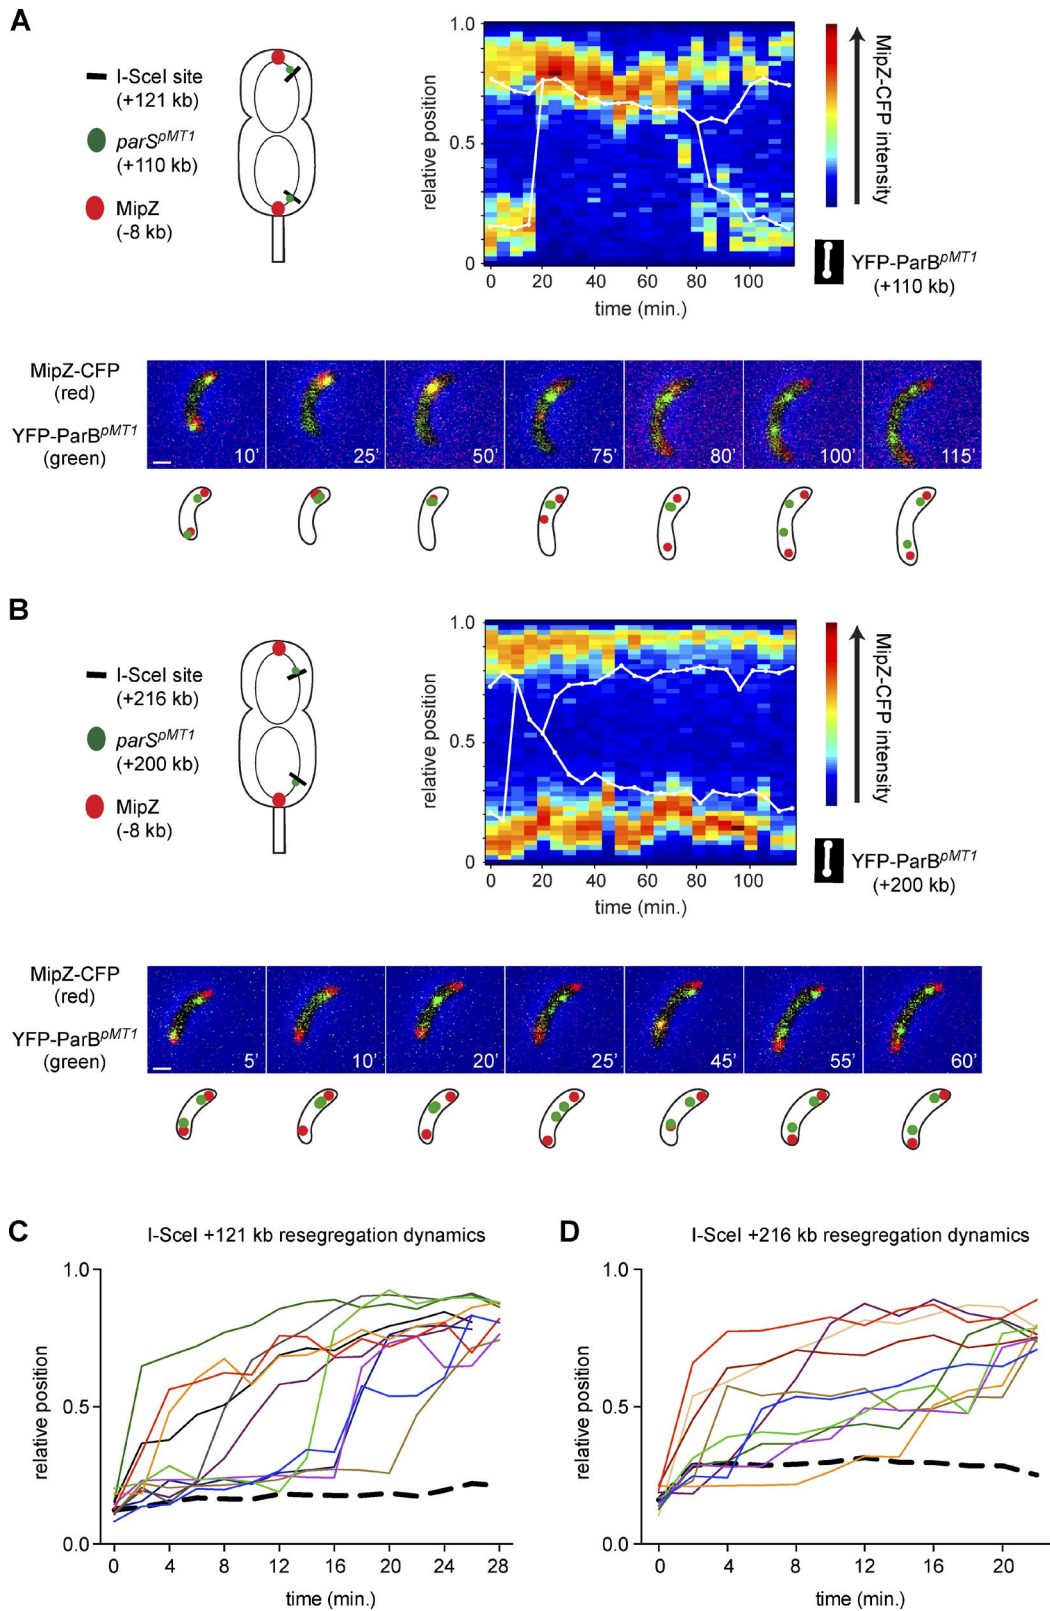 A
I-SceI site
(+121 kb)
parS^pMT1
(+110 kb)
MipZ
(-8 kb)
1.0
0.5
0
relative position
0 20 40 60 80 100
time (min.)
MipZ-CFP intensity
YFP-ParB^pMT1
(+110 kb)
MipZ-CFP
(red)
YFP-ParB^pMT1
(green)
10' 25' 50' 75' 80' 100' 115'
B
I-SceI site
(+216 kb)
parS^pMT1
(+200 kb)
MipZ
(-8 kb)
1.0
0.5
0
relative position
0 20 40 60 80 100
time (min.)
MipZ-CFP intensity
YFP-ParB^pMT1
(+200 kb)
MipZ-CFP
(red)
YFP-ParB^pMT1
(green)
5' 10' 20' 25' 45' 55' 60'
C
I-SceI +121 kb resegregation dynamics
1.0
0.5
0.0
relative position
0 4 8 12 16 20 24 28
time (min.)
D
I-SceI +216 kb resegregation dynamics
1.0
0.5
0.0
relative position
0 4 8 12 16 20
time (min.)